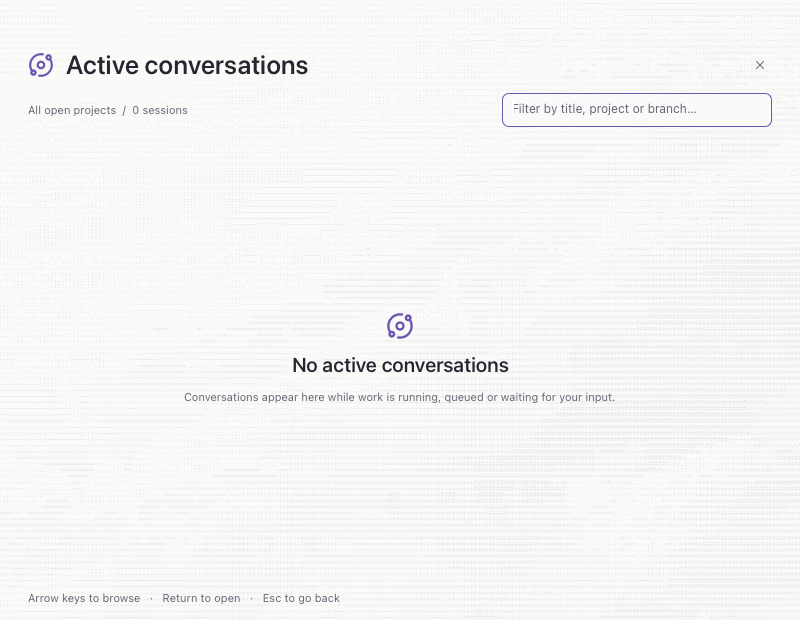 Active conversations
All open projects / 0 sessions
Filter by title, project or branch...
No active conversations
Conversations appear here while work is running, queued or waiting for your input.
Arrow keys to browse · Return to open · Esc to go back